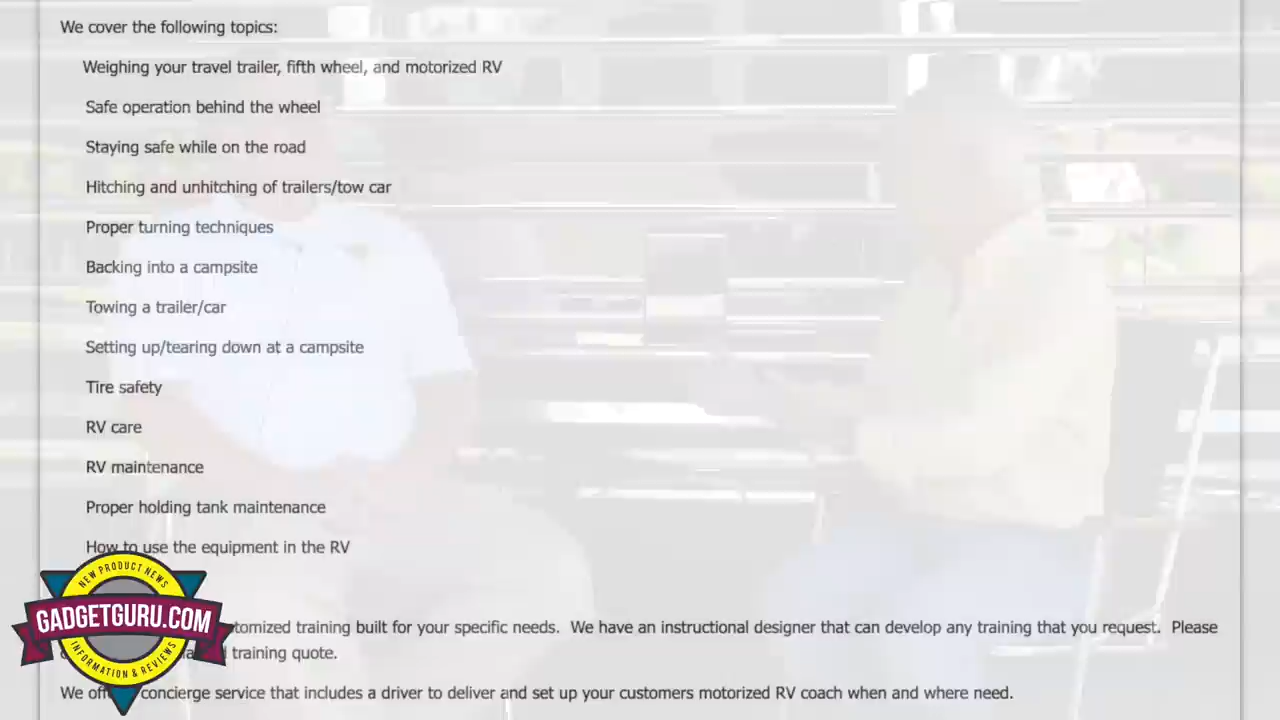 We cover the following topics:
Weighing your travel trailer, fifth wheel, and motorized RV
Safe operation behind the wheel
Staying safe while on the road
Hitching and unhitching of trailers/tow car
Proper turning techniques
Backing into a campsite
Towing a trailer/car
Setting up/tearing down at a campsite
Tire safety
RV care
RV maintenance
Proper holding tank maintenance
How to use the equipment in the RV
NEW PRODUCT NEWS
GADGETGURU.COM
INFORMATION & REVIEWS
training built for your specific needs. We have an instructional designer that can develop any training that you request. Please
training quote.
We concierge service that includes a driver to deliver and set up your customers motorized RV coach when and where need.